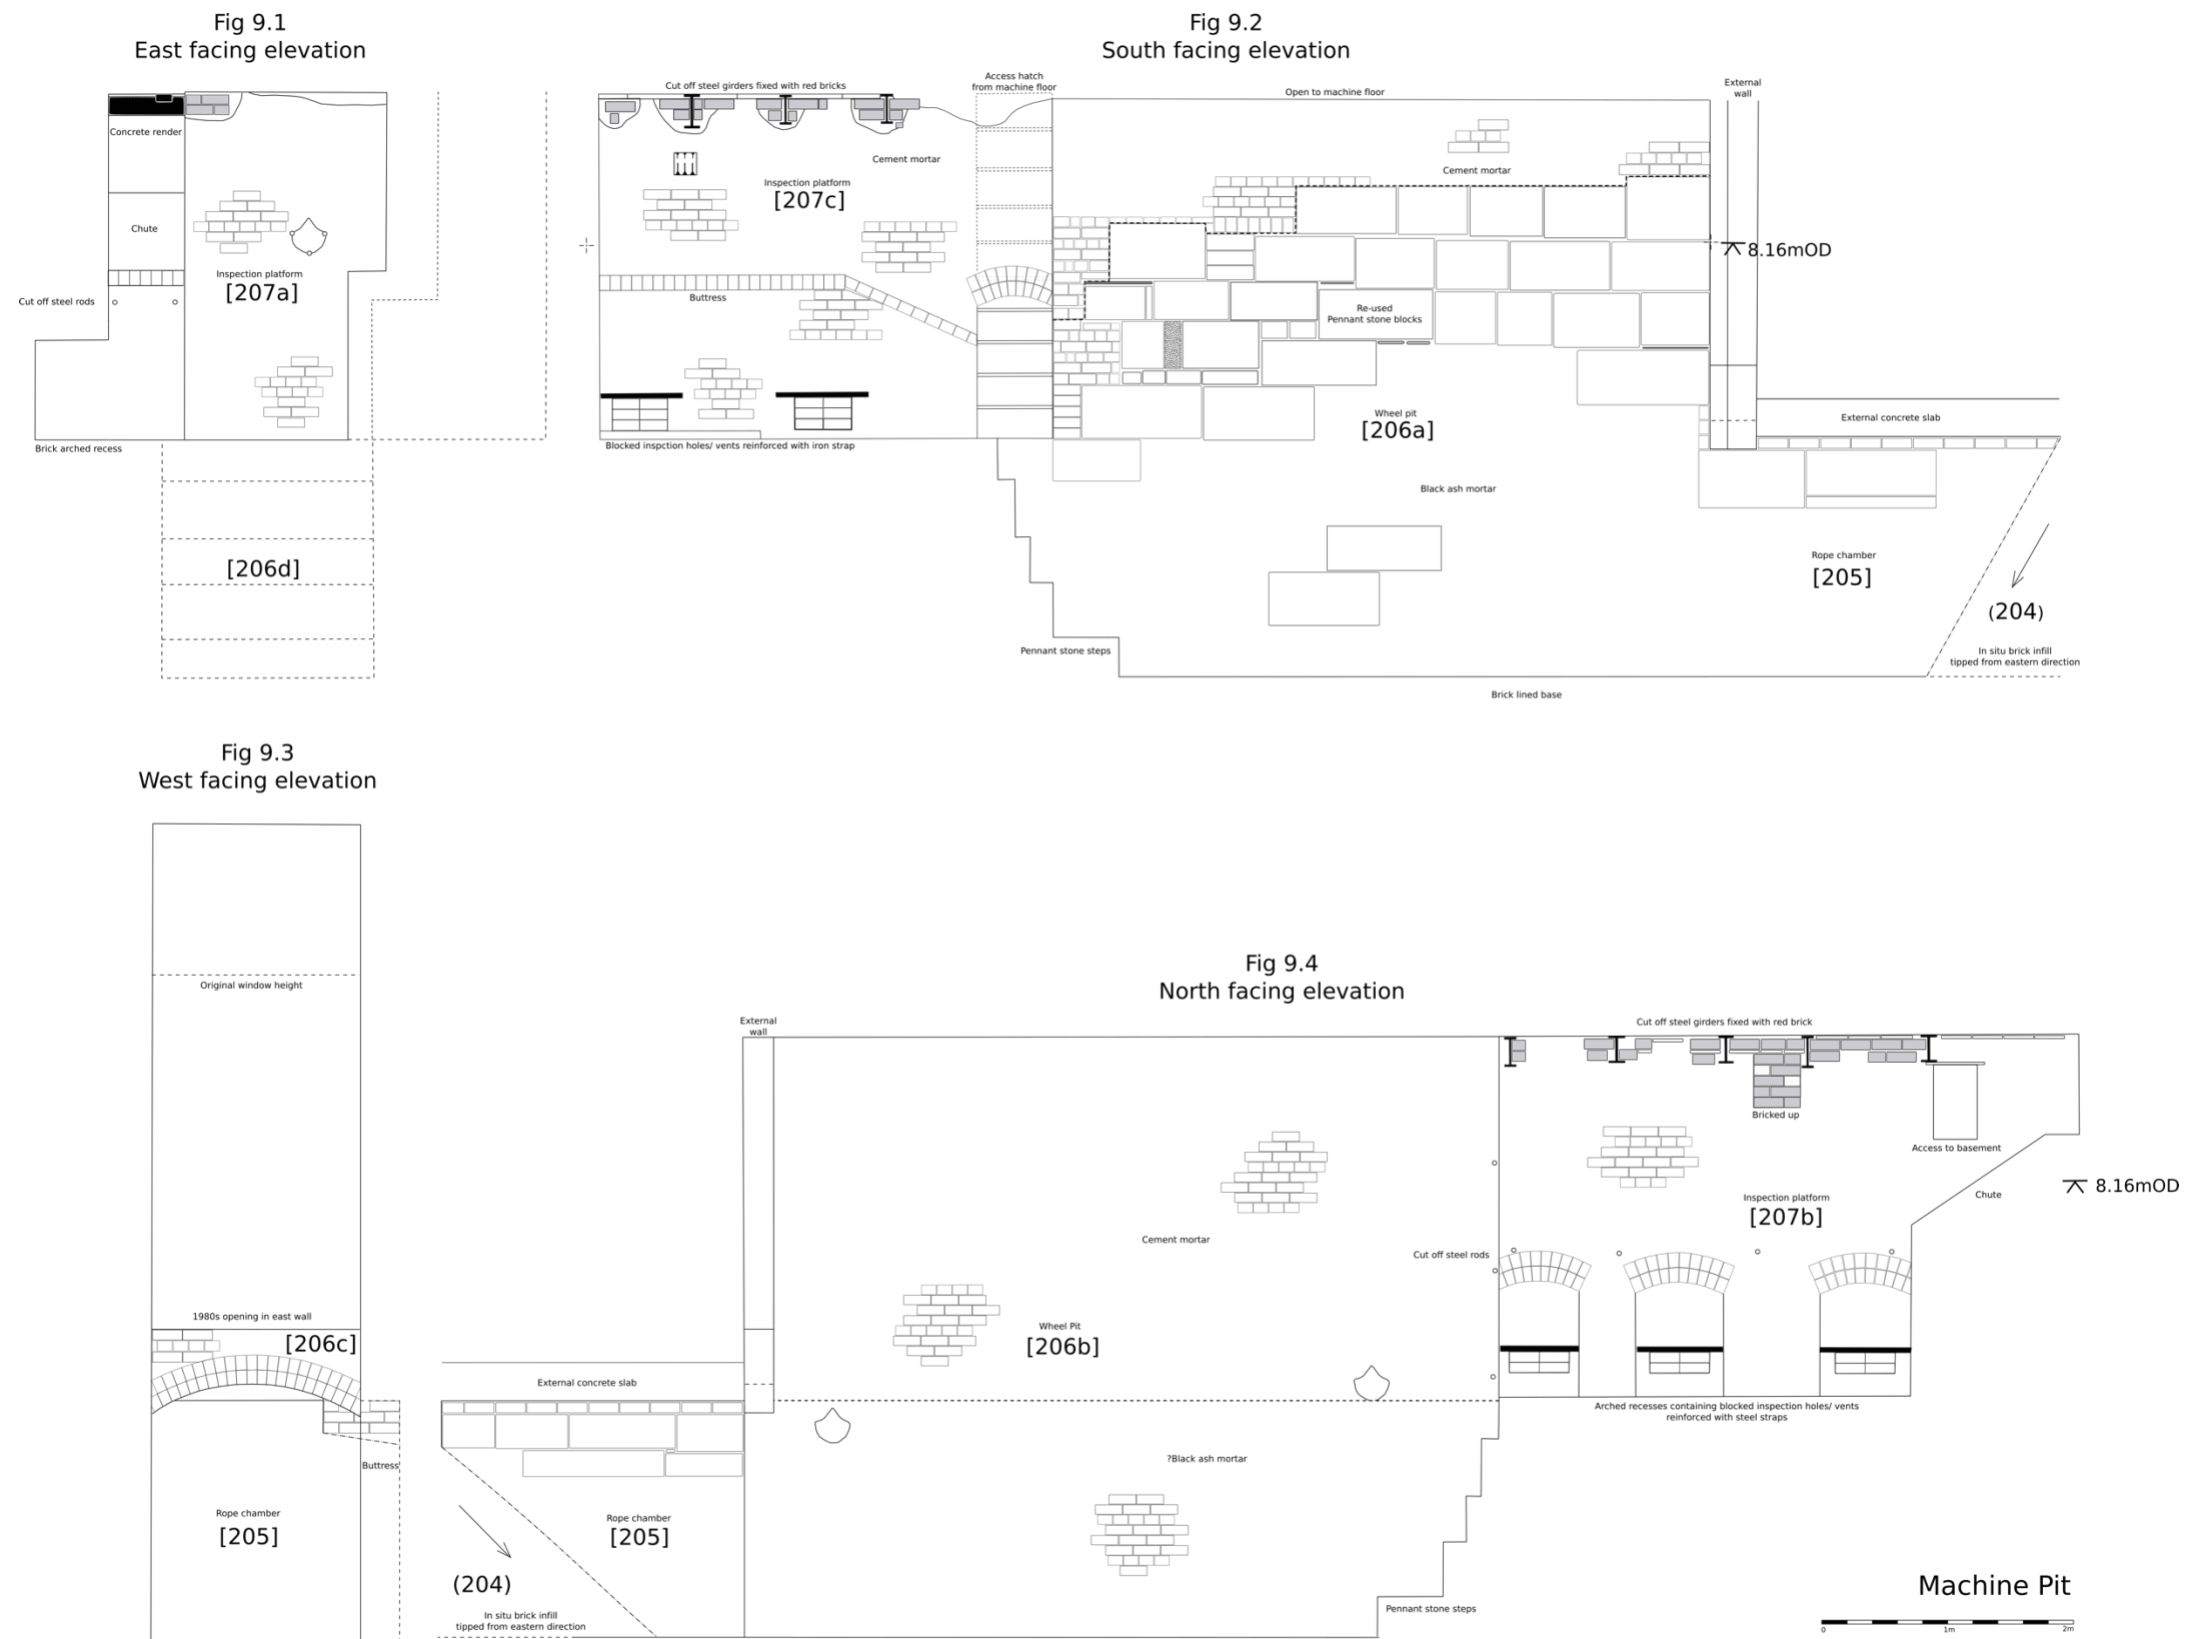 Fig 9.1
East facing elevation
Concrete render
Chute
Inspection platform
[207a]
Cut off steel rods
Brick arched recess
[206d]
Fig 9.2
South facing elevation
Cut off steel girders fixed with red bricks
Access hatch
from machine floor
Open to machine floor
External
wall
Cement mortar
Inspection platform
[207c]
Cement mortar
8.16mOD
Buttress
Re-used
Pennant stone blocks
Wheel pit
[206a]
External concrete slab
Blocked inspction holes/ vents reinforced with iron strap
Black ash mortar
Rope chamber
[205]
(204)
Pennant stone steps
In situ brick infill
tipped from eastern direction
Brick lined base
Fig 9.3
West facing elevation
Original window height
1980s opening in east wall
[206c]
Buttress
Rope chamber
[205]
Fig 9.4
North facing elevation
External
wall
Cut off steel girders fixed with red brick
Bricked up
Access to basement
8.16mOD
Chute
Inspection platform
[207b]
Cement mortar
Cut off steel rods
Wheel Pit
[206b]
External concrete slab
Arched recesses containing blocked inspection holes/ vents
reinforced with steel straps
?Black ash mortar
Rope chamber
[205]
(204)
In situ brick infill
tipped from eastern direction
Pennant stone steps
Machine Pit
0 1m 2m